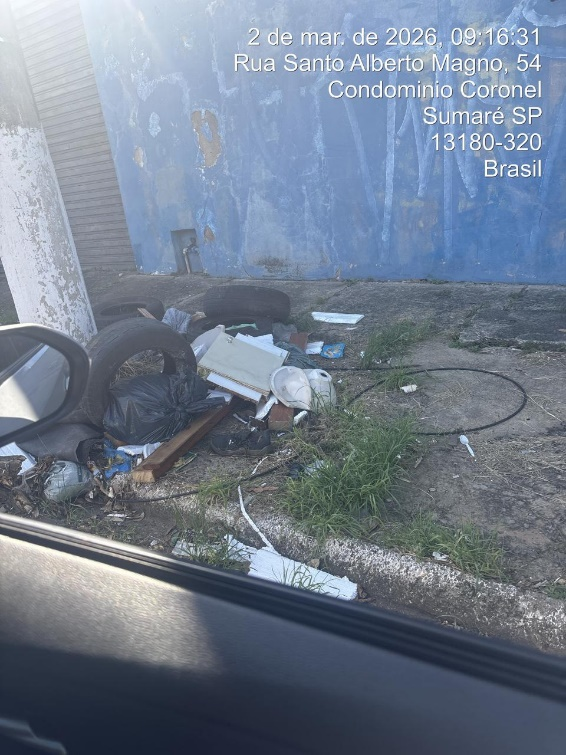 2 de mar. de 2026, 09:16:31
Rua Santo Alberto Magno, 54
Condominio Coronel
Sumaré SP
13180-320
Brasil